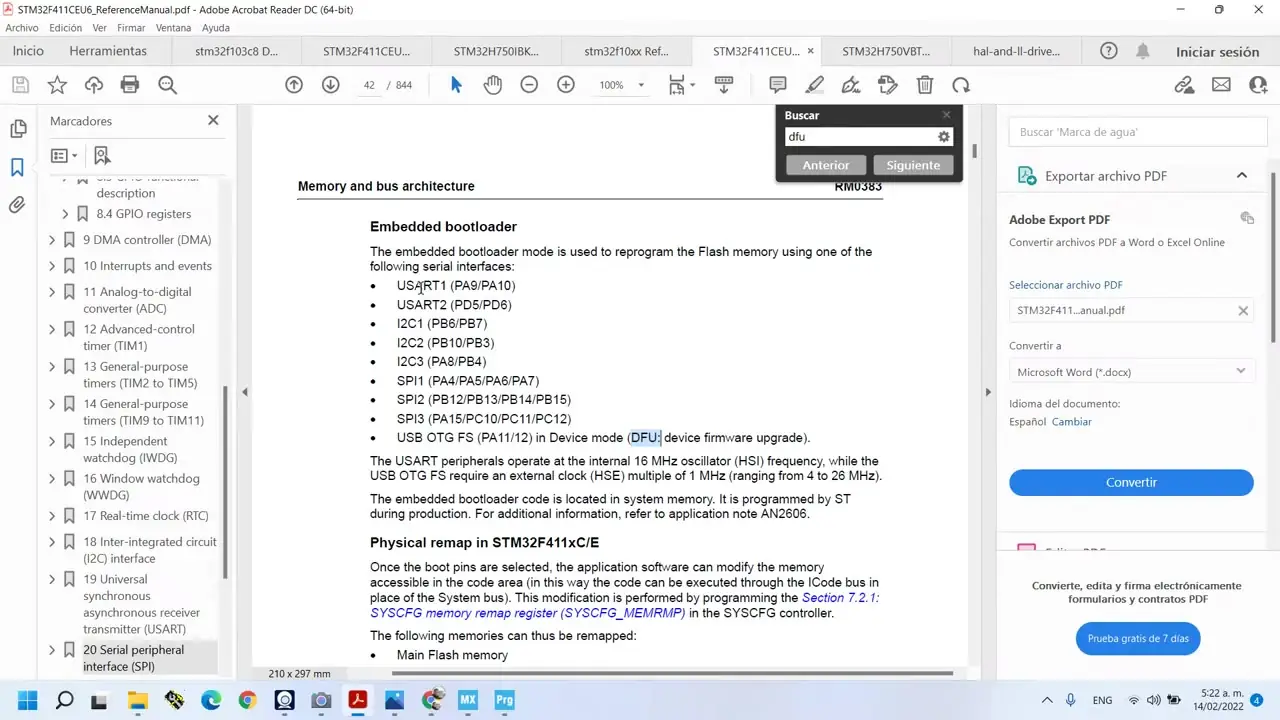 STM32F411CEU6_ReferenceManual.pdf - Adobe Acrobat Reader DC (64-bit)
Archivo Edición Ver Firmar Ventana Ayuda
Inicio Herramientas stm32f103c8 D... STM32F411CEU... STM32H750IBK... stm32f10xx Ref... STM32F411CEU... × STM32H750VBT... hal-and-ll-drive... Iniciar sesión
42 / 844 100%
Marcadores
description
8.4 GPIO registers
9 DMA controller (DMA)
10 Interrupts and events
11 Analog-to-digital
converter (ADC)
12 Advanced-control
timer (TIM1)
13 General-purpose
timers (TIM2 to TIM5)
14 General-purpose
timers (TIM9 to TIM11)
15 Independent
watchdog (IWDG)
16 Window watchdog
(WWDG)
17 Real-time clock (RTC)
18 Inter-integrated circuit
(I2C) interface
19 Universal
synchronous
asynchronous receiver
transmitter (USART)
20 Serial peripheral
interface (SPI)
Buscar
dfu
Anterior Siguiente
Memory and bus architecture RM0383
Embedded bootloader
The embedded bootloader mode is used to reprogram the Flash memory using one of the
following serial interfaces:
• USART1 (PA9/PA10)
• USART2 (PD5/PD6)
• I2C1 (PB6/PB7)
• I2C2 (PB10/PB3)
• I2C3 (PA8/PB4)
• SPI1 (PA4/PA5/PA6/PA7)
• SPI2 (PB12/PB13/PB14/PB15)
• SPI3 (PA15/PC10/PC11/PC12)
• USB OTG FS (PA11/12) in Device mode (DFU: device firmware upgrade).
The USART peripherals operate at the internal 16 MHz oscillator (HSI) frequency, while the
USB OTG FS require an external clock (HSE) multiple of 1 MHz (ranging from 4 to 26 MHz).
The embedded bootloader code is located in system memory. It is programmed by ST
during production. For additional information, refer to application note AN2606.
Physical remap in STM32F411xC/E
Once the boot pins are selected, the application software can modify the memory
accessible in the code area (in this way the code can be executed through the ICode bus in
place of the System bus). This modification is performed by programming the Section 7.2.1:
SYSCFG memory remap register (SYSCFG_MEMRMP) in the SYSCFG controller.
The following memories can thus be remapped:
• Main Flash memory
210 x 297 mm
Buscar 'Marca de agua'
Exportar archivo PDF
Adobe Export PDF
Convertir archivos PDF a Word o Excel Online
Seleccionar archivo PDF
STM32F411...anual.pdf
Convertir a
Microsoft Word (*.docx)
Idioma del documento:
Español Cambiar
Convertir
Convierte, edita y firma electrónicamente
formularios y contratos PDF
Prueba gratis de 7 días
MX Prg
ENG
5:22 a. m.
14/02/2022
4